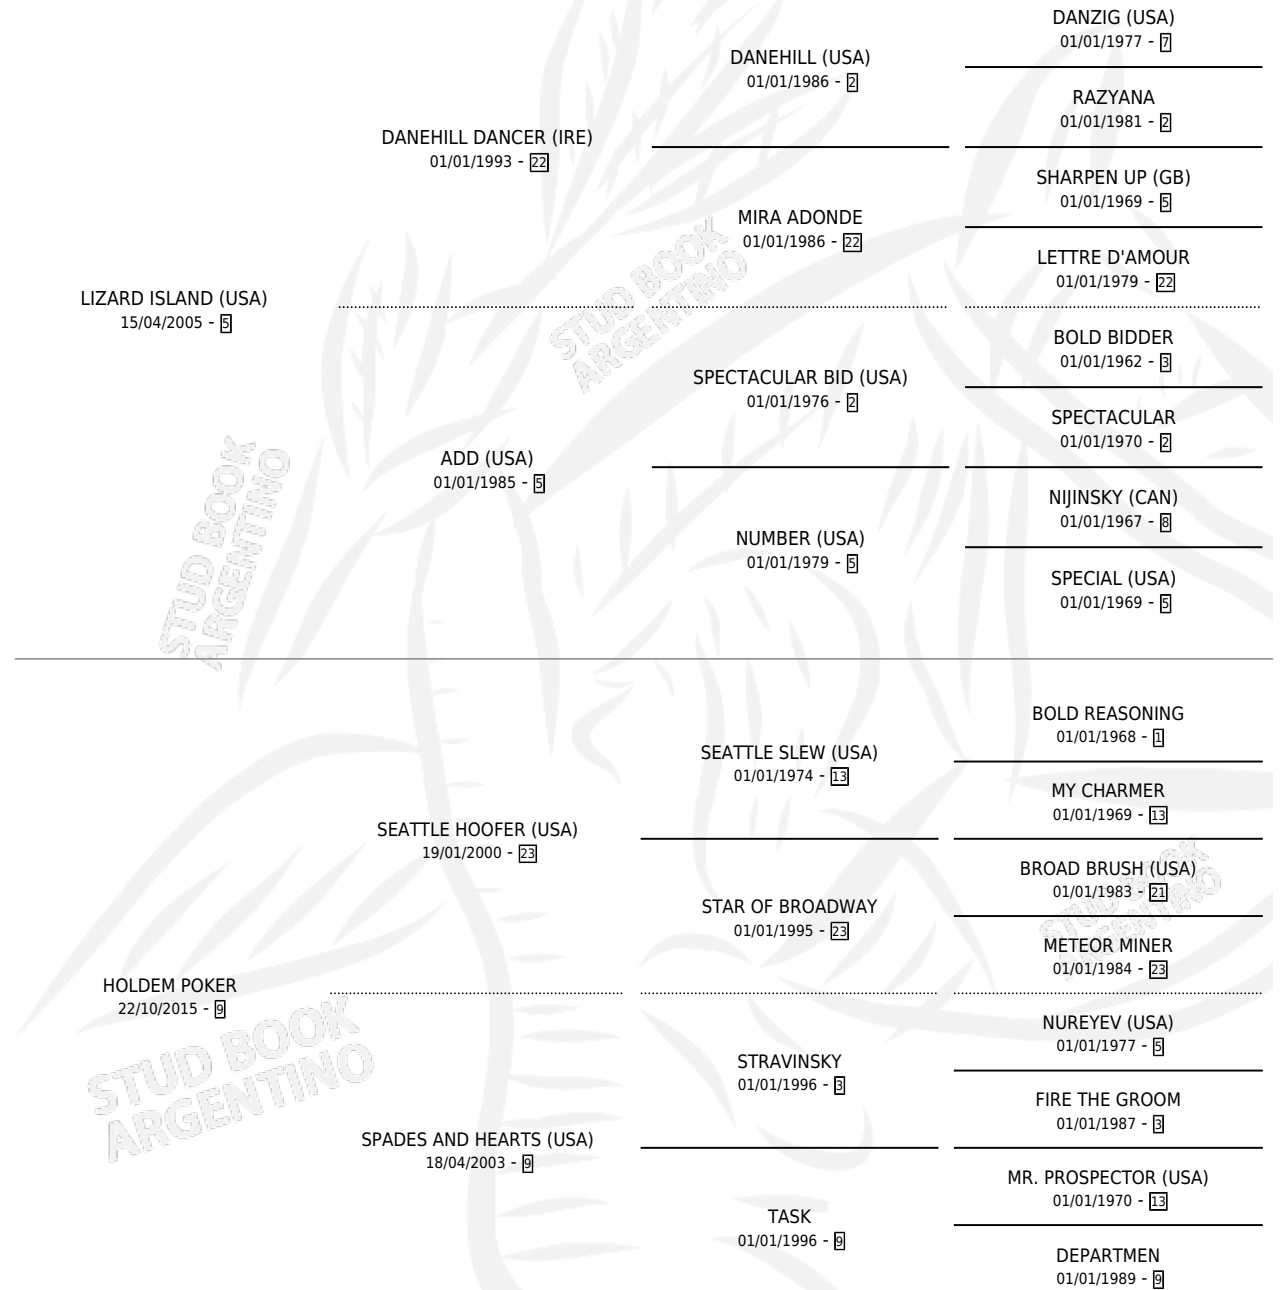 DANZIG (USA)
01/01/1977 - 7
DANEHILL (USA)
01/01/1986 - 2
RAZYANA
01/01/1981 - 2
DANEHILL DANCER (IRE)
01/01/1993 - 22
SHARPEN UP (GB)
01/01/1969 - 5
MIRA ADONDE
01/01/1986 - 22
LETTRE D'AMOUR
01/01/1979 - 22
LIZARD ISLAND (USA)
15/04/2005 - 5
STUD BOOK
ARGENTINO
BOLD BIDDER
01/01/1962 - 3
SPECTACULAR BID (USA)
01/01/1976 - 2
SPECTACULAR
01/01/1970 - 2
ADD (USA)
01/01/1985 - 5
NIJINSKY (CAN)
01/01/1967 - 8
NUMBER (USA)
01/01/1979 - 5
SPECIAL (USA)
01/01/1969 - 5
STUD BOOK
ARGENTINO
BOLD REASONING
01/01/1968 - 1
SEATTLE SLEW (USA)
01/01/1974 - 13
MY CHARMER
01/01/1969 - 13
SEATTLE HOOFER (USA)
19/01/2000 - 23
BROAD BRUSH (USA)
01/01/1983 - 21
STAR OF BROADWAY
01/01/1995 - 23
STUD BOOK
ARGENTINO
METEOR MINER
01/01/1984 - 23
HOLDEM POKER
22/10/2015 - 9
NUREYEV (USA)
01/01/1977 - 5
STRAVINSKY
01/01/1996 - 3
FIRE THE GROOM
01/01/1987 - 3
STUD BOOK
ARGENTINO
SPADES AND HEARTS (USA)
18/04/2003 - 9
MR. PROSPECTOR (USA)
01/01/1970 - 13
TASK
01/01/1996 - 9
DEPARTMEN
01/01/1989 - 9